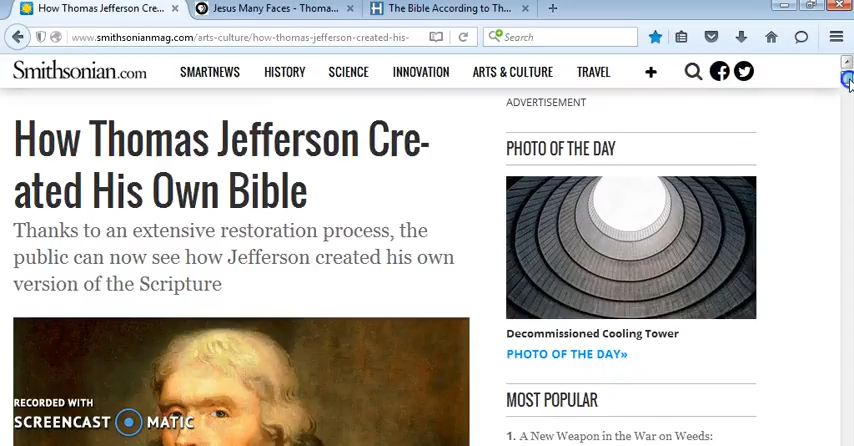 How Thomas Jefferson Cre...
Jesus Many Faces - Thoma...
The Bible According to Th...
www.smithsonianmag.com/arts-culture/how-thomas-jefferson-created-his-
Search
Smithsonian.com
SMARTNEWS
HISTORY
SCIENCE
INNOVATION
ARTS & CULTURE
TRAVEL
How Thomas Jefferson Cre-
ated His Own Bible
Thanks to an extensive restoration process, the
public can now see how Jefferson created his own
version of the Scripture
RECORDED WITH
SCREENCAST MATIC
ADVERTISEMENT
PHOTO OF THE DAY
Decommissioned Cooling Tower
PHOTO OF THE DAY»
MOST POPULAR
1. A New Weapon in the War on Weeds: